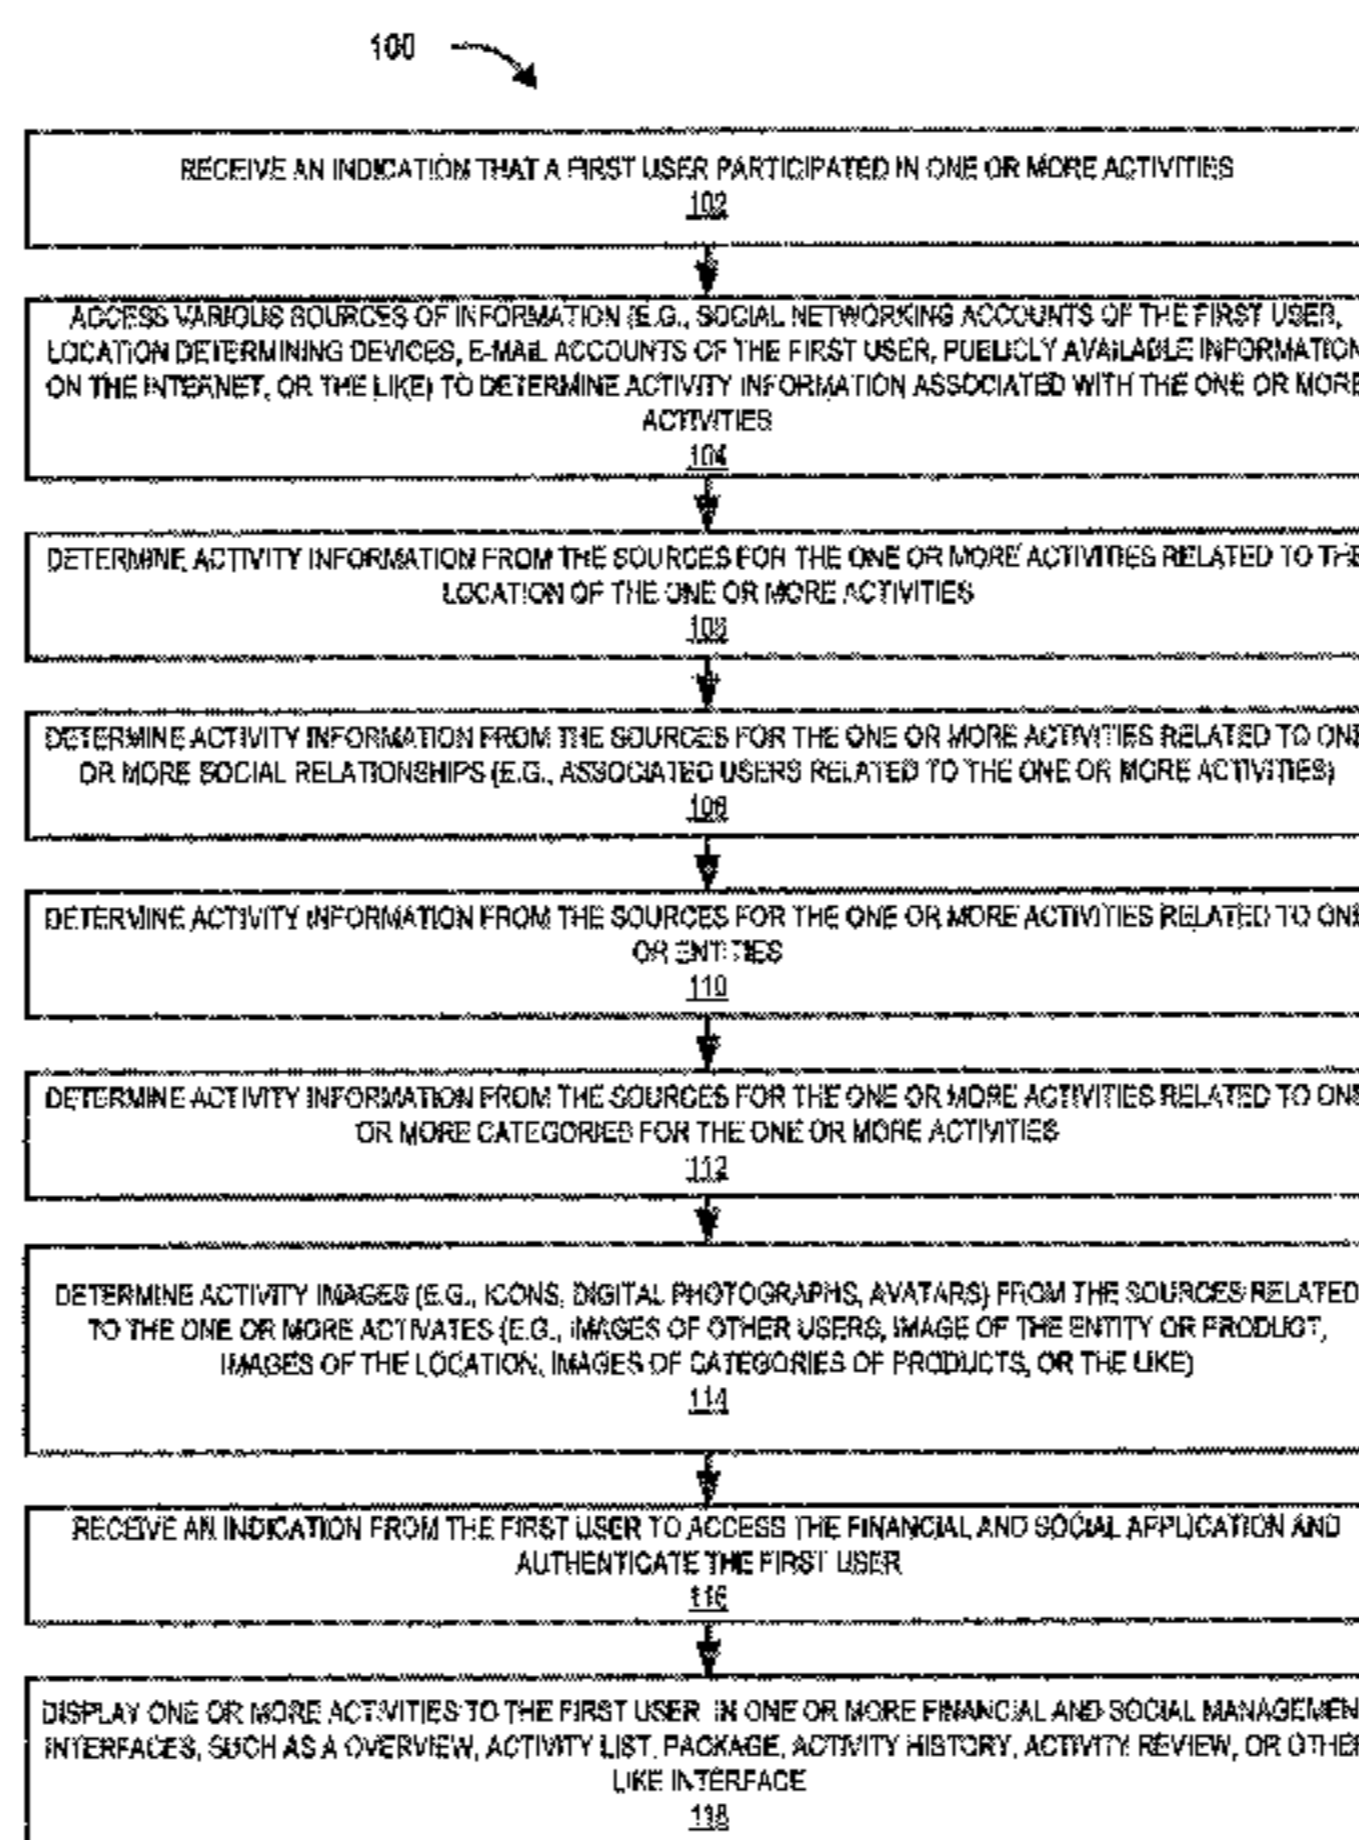 100
RECEIVE AN INDICATION THAT A FIRST USER PARTICIPATED IN ONE OR MORE ACTIVITIES
102
ACCESS VARIOUS SOURCES OF INFORMATION (E.G., SOCIAL NETWORKING ACCOUNTS OF THE FIRST USER,
LOCATION DETERMINING DEVICES, E-MAIL ACCOUNTS OF THE FIRST USER, PUBLICLY AVAILABLE INFORMATION
ON THE INTERNET, OR THE LIKE) TO DETERMINE ACTIVITY INFORMATION ASSOCIATED WITH THE ONE OR MORE
ACTIVITIES
104
DETERMINE ACTIVITY INFORMATION FROM THE SOURCES FOR THE ONE OR MORE ACTIVITIES RELATED TO THE
LOCATION OF THE ONE OR MORE ACTIVITIES
DETERMINE ACTIVITY INFORMATION FROM THE SOURCES FOR THE ONE OR MORE ACTIVITIES RELATED TO ONE
OR MORE SOCIAL RELATIONSHIPS (E.G., ASSOCIATED USERS RELATED TO THE ONE OR MORE ACTIVITIES)
DETERMINE ACTIVITY INFORMATION FROM THE SOURCES FOR THE ONE OR MORE ACTIVITIES RELATED TO ONE
OR ENTITIES
110
DETERMINE ACTIVITY INFORMATION FROM THE SOURCES FOR THE ONE OR MORE ACTIVITIES RELATED TO ONE
OR MORE CATEGORIES FOR THE ONE OR MORE ACTIVITIES
112
DETERMINE ACTIVITY IMAGES (E.G., ICONS, DIGITAL PHOTOGRAPHS, AVATARS) FROM THE SOURCES RELATED
TO THE ONE OR MORE ACTIVATES (E.G., IMAGES OF OTHER USERS, IMAGE OF THE ENTITY OR PRODUCT,
IMAGES OF THE LOCATION, IMAGES OF CATEGORIES OF PRODUCTS, OR THE LIKE)
114
RECEIVE AN INDICATION FROM THE FIRST USER TO ACCESS THE FINANCIAL AND SOCIAL APPLICATION AND
AUTHENTICATE THE FIRST USER
116
DISPLAY ONE OR MORE ACTIVITIES TO THE FIRST USER IN ONE OR MORE FINANCIAL AND SOCIAL MANAGEMEN
INTERFACES, SUCH AS A OVERVIEW, ACTIVITY LIST, PACKAGE, ACTIVITY HISTORY, ACTIVITY REVIEW, OR OTHER
LIKE INTERFACE
118